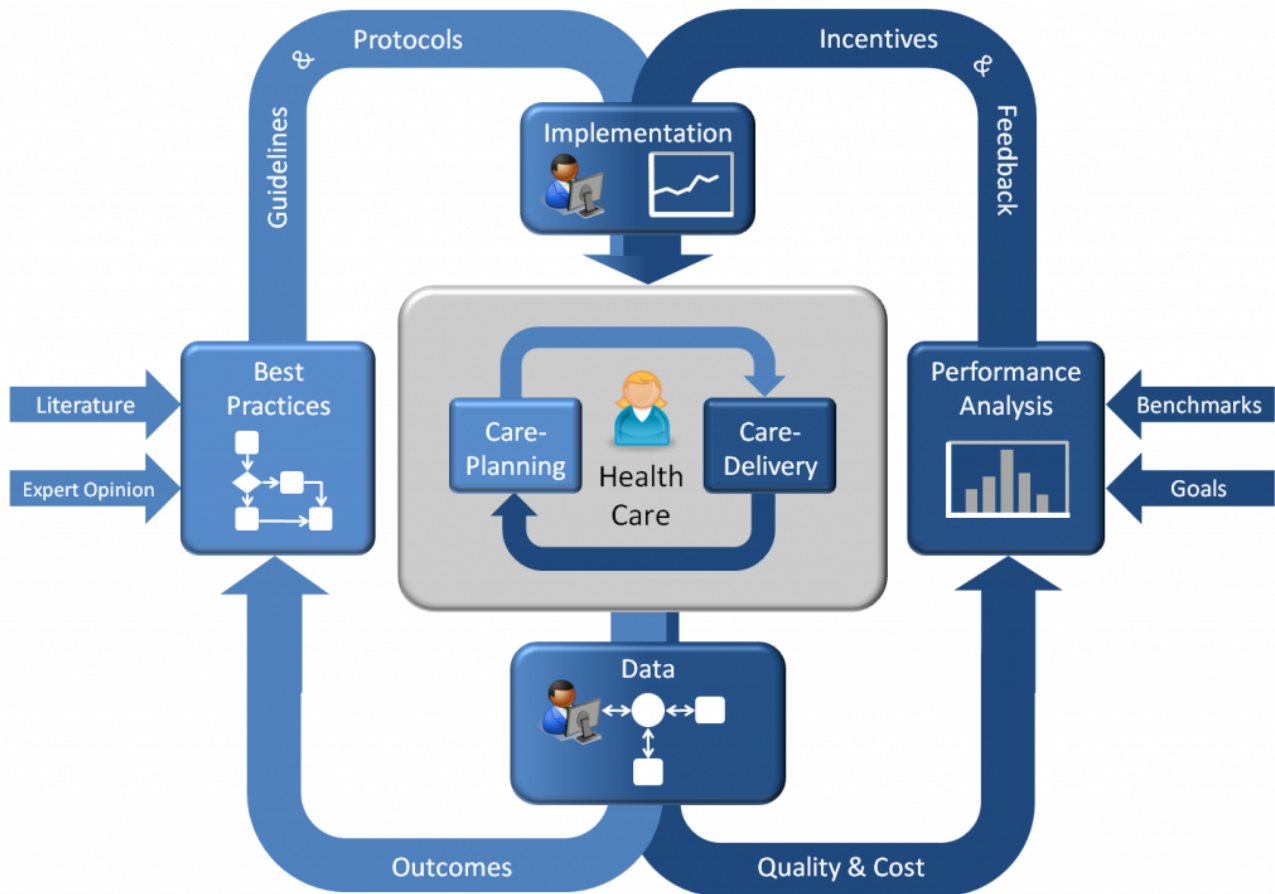 Protocols
Incentives
&
&
Guidelines
Feedback
Implementation
Best
Practices
Performance
Analysis
Literature
Expert Opinion
Benchmarks
Goals
Care-
Planning
Care-
Delivery
Health
Care
Data
Outcomes
Quality & Cost